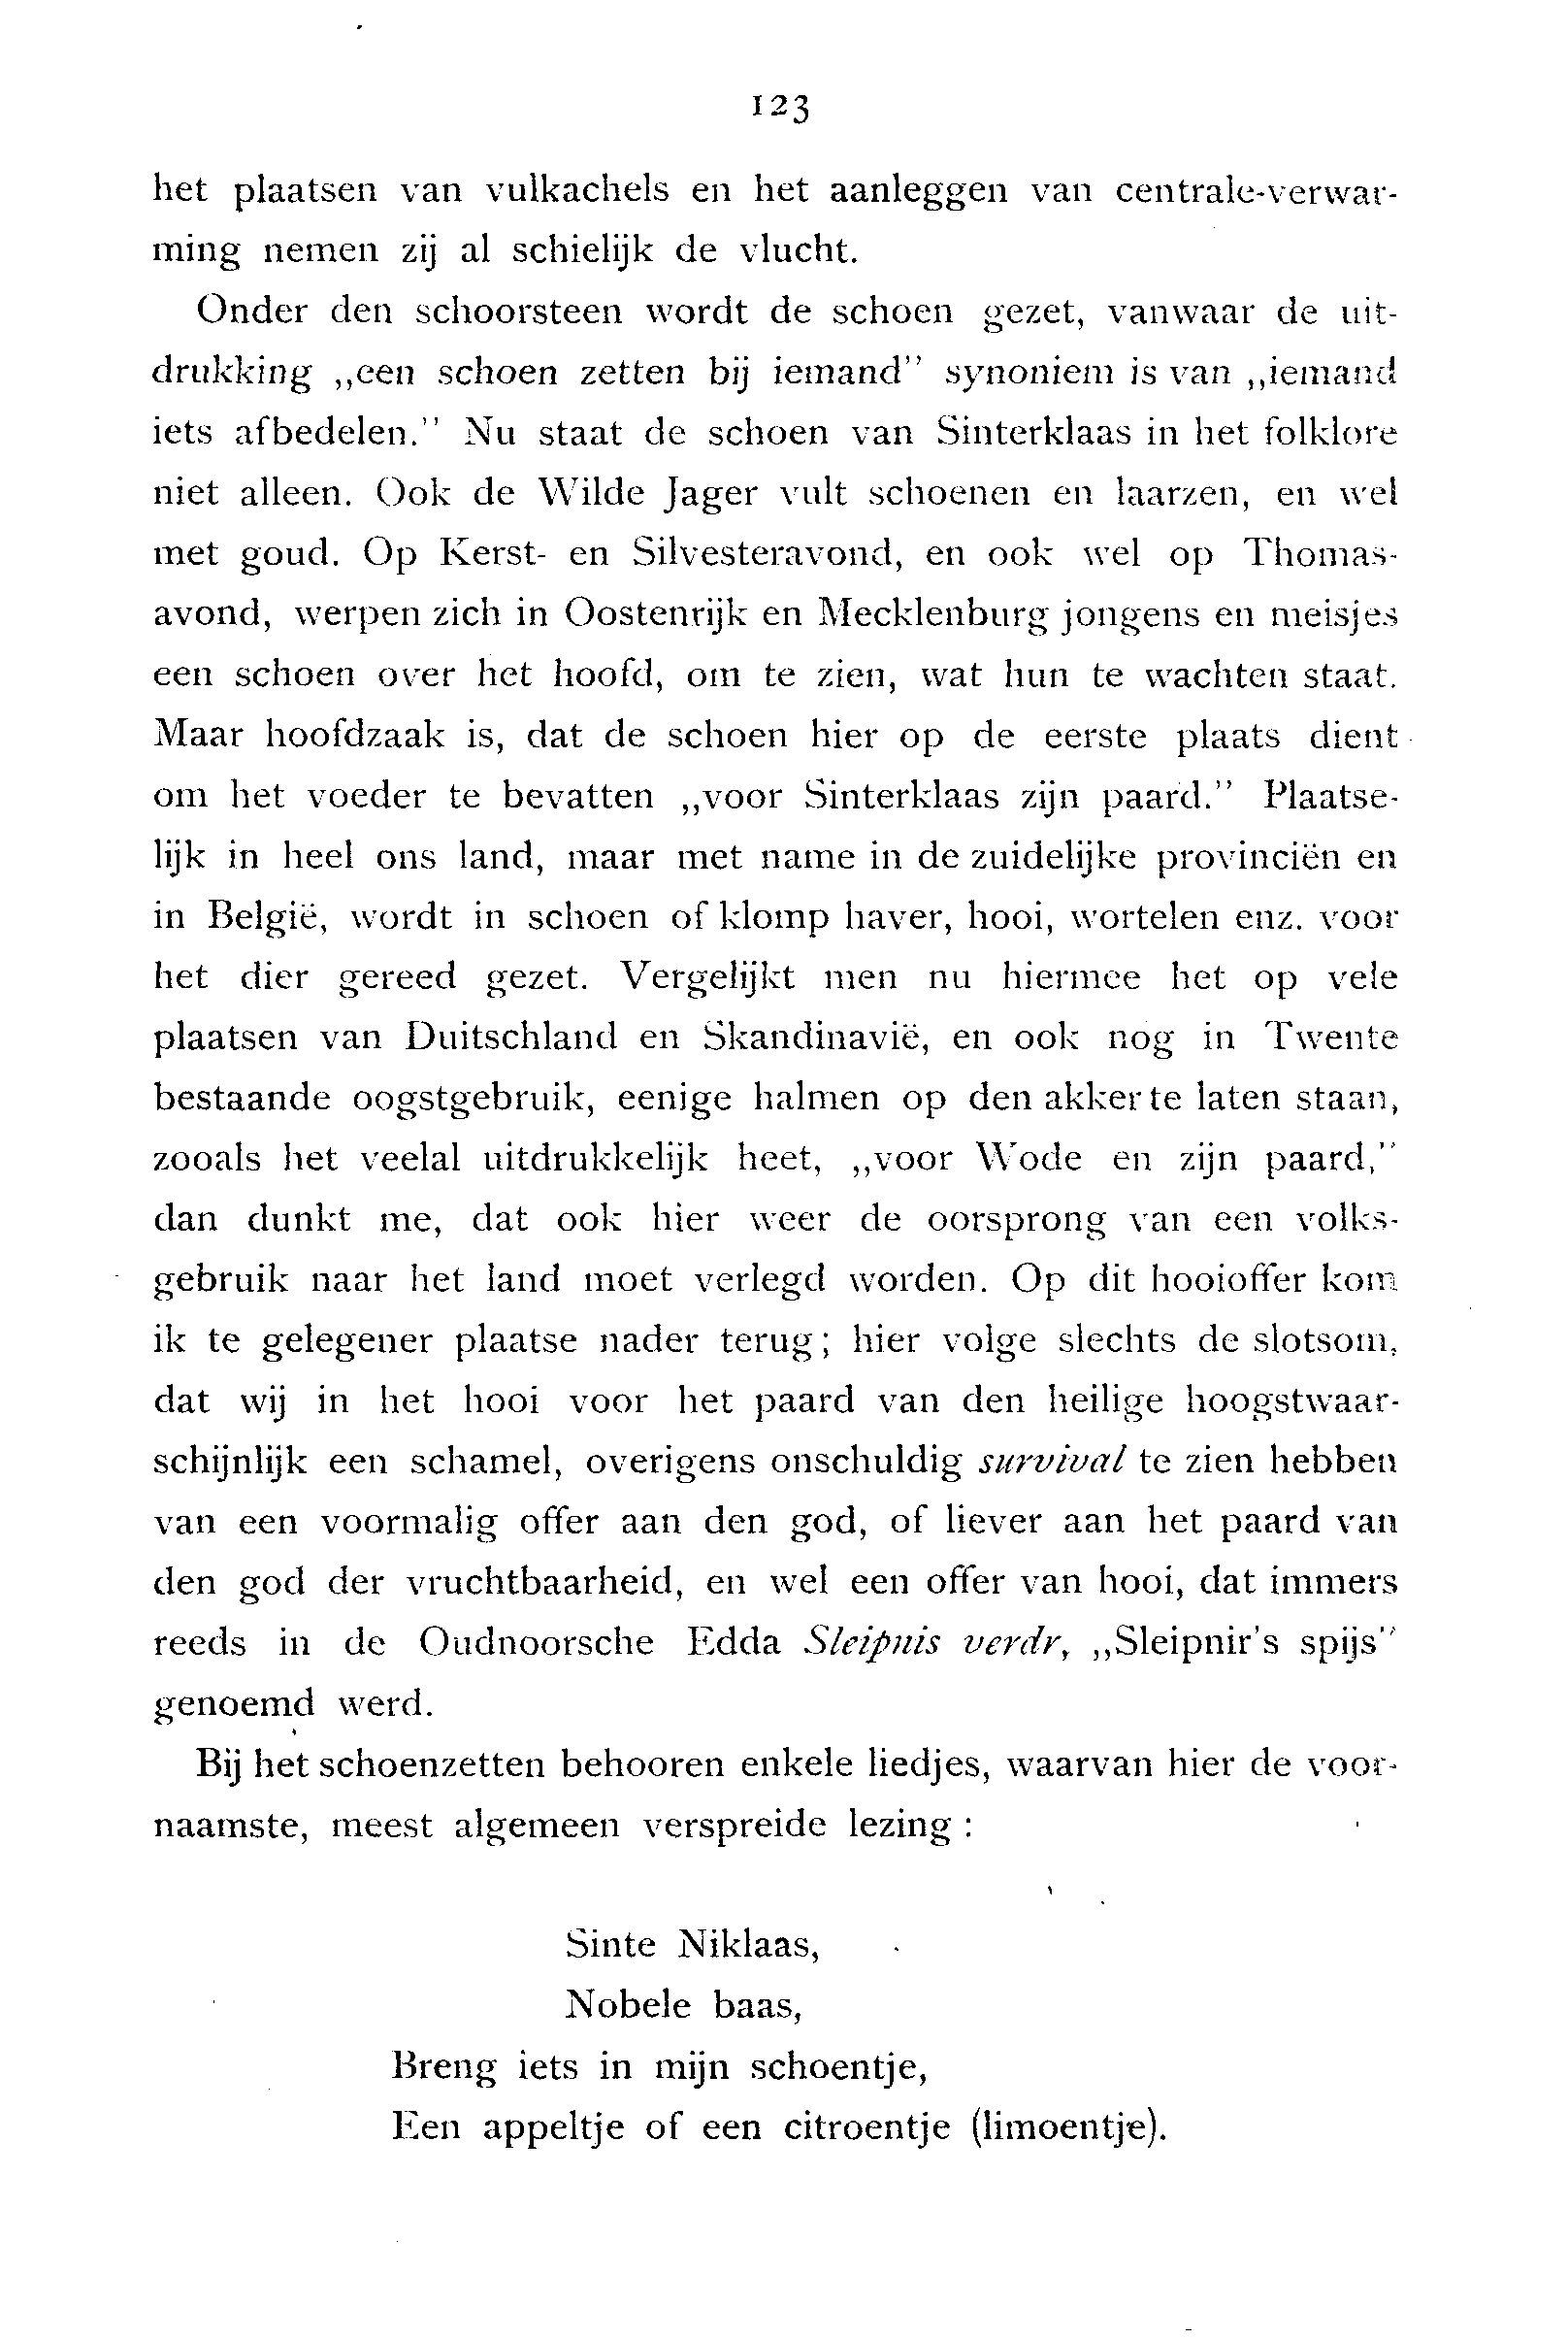 123
het plaatsen van vulkachels en het aanleggen van centrale-verwar-
ming nemen zij al schielijk de vlucht.
Onder den schoorsteen wordt de schoen gezet, vanwaar de uit-
drukking „een schoen zetten bij iemand” synoniem is van „iemand
iets afbedelen.” Nu staat de schoen van Sinterklaas in het folklore
niet alleen. Ook de Wilde Jager vult schoenen en laarzen, en wel
met goud. Op Kerst- en Silvesteravond, en ook wel op Thomas-
avond, werpen zich in Oostenrijk en Mecklenburg jongens en meisjes
een schoen over het hoofd, om te zien, wat hun te wachten staat.
Maar hoofdzaak is, dat de schoen hier op de eerste plaats dient
om het voeder te bevatten „voor Sinterklaas zijn paard.” Plaatse-
lijk in heel ons land, maar met name in de zuidelijke provinciën en
in België, wordt in schoen of klomp haver, hooi, wortelen enz. voor
het dier gereed gezet. Vergelijkt men nu hiermee het op vele
plaatsen van Duitschland en Skandinavië, en ook nog in Twente
bestaande oogstgebruik, eenige halmen op den akker te laten staan,
zooals het veelal uitdrukkelijk heet, „voor Wode en zijn paard,”
dan dunkt me, dat ook hier weer de oorsprong van een volks-
gebruik naar het land moet verlegd worden. Op dit hooioffer kom
ik te gelegener plaatse nader terug; hier volge slechts de slotsom,
dat wij in het hooi voor het paard van den heilige hoogstwaar-
schijnlijk een schamel, overigens onschuldig survival te zien hebben
van een voormalig offer aan den god, of liever aan het paard van
den god der vruchtbaarheid, en wel een offer van hooi, dat immers
reeds in de Oudnoorsche Edda Sleipnis verdr, „Sleipnir’s spijs”
genoemd werd.
Bij het schoenzetten behooren enkele liedjes, waarvan hier de voor-
naamste, meest algemeen verspreide lezing :
Sinte Niklaas,
Nobele baas,
Breng iets in mijn schoentje,
Een appeltje of een citroentje (limoentje).